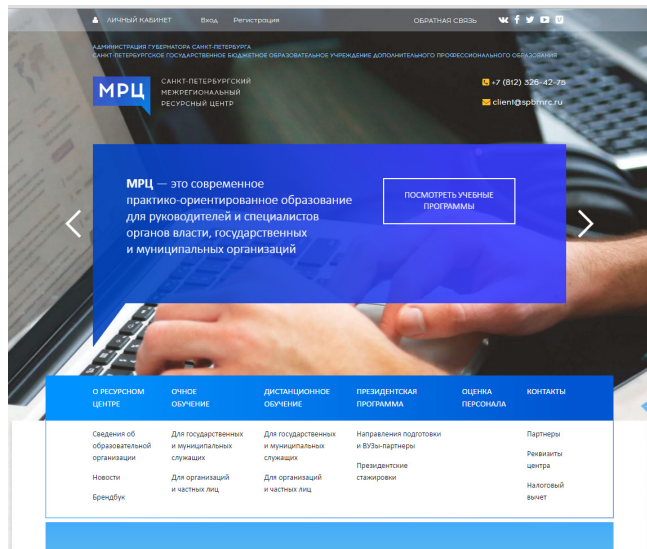 ЛИЧНЫЙ КАБИНЕТ Вход Регистрация ОБРАТНАЯ СВЯЗЬ
АДМИНИСТРАЦИЯ ГУБЕРНАТОРА САНКТ-ПЕТЕРБУРГА
САНКТ-ПЕТЕРБУРГСКОЕ ГОСУДАРСТВЕННОЕ БЮДЖЕТНОЕ ОБРАЗОВАТЕЛЬНОЕ УЧРЕЖДЕНИЕ ДОПОЛНИТЕЛЬНОГО ПРОФЕССИОНАЛЬНОГО ОБРАЗОВАНИЯ
МРЦ
САНКТ-ПЕТЕРБУРГСКИЙ
МЕЖРЕГИОНАЛЬНЫЙ
РЕСУРСНЫЙ ЦЕНТР
+7 (812) 326-42-78
client@spbmrc.ru
МРЦ — это современное
практико-ориентированное образование
для руководителей и специалистов
органов власти, государственных
и муниципальных организаций
ПОСМОТРЕТЬ УЧЕБНЫЕ
ПРОГРАММЫ
О РЕСУРСНОМ
ЦЕНТРЕ
ОЧНОЕ
ОБУЧЕНИЕ
ДИСТАНЦИОННОЕ
ОБУЧЕНИЕ
ПРЕЗИДЕНТСКАЯ
ПРОГРАММА
ОЦЕНКА
ПЕРСОНАЛА
КОНТАКТЫ
Сведения об
образовательной
организации
Новости
Брендбук
Для государственных
и муниципальных
служащих
Для организаций
и частных лиц
Для государственных
и муниципальных
служащих
Для организаций
и частных лиц
Направления подготовки
и ВУЗы-партнеры
Президентские
стажировки
Партнеры
Реквизиты
центра
Налоговый
вычет